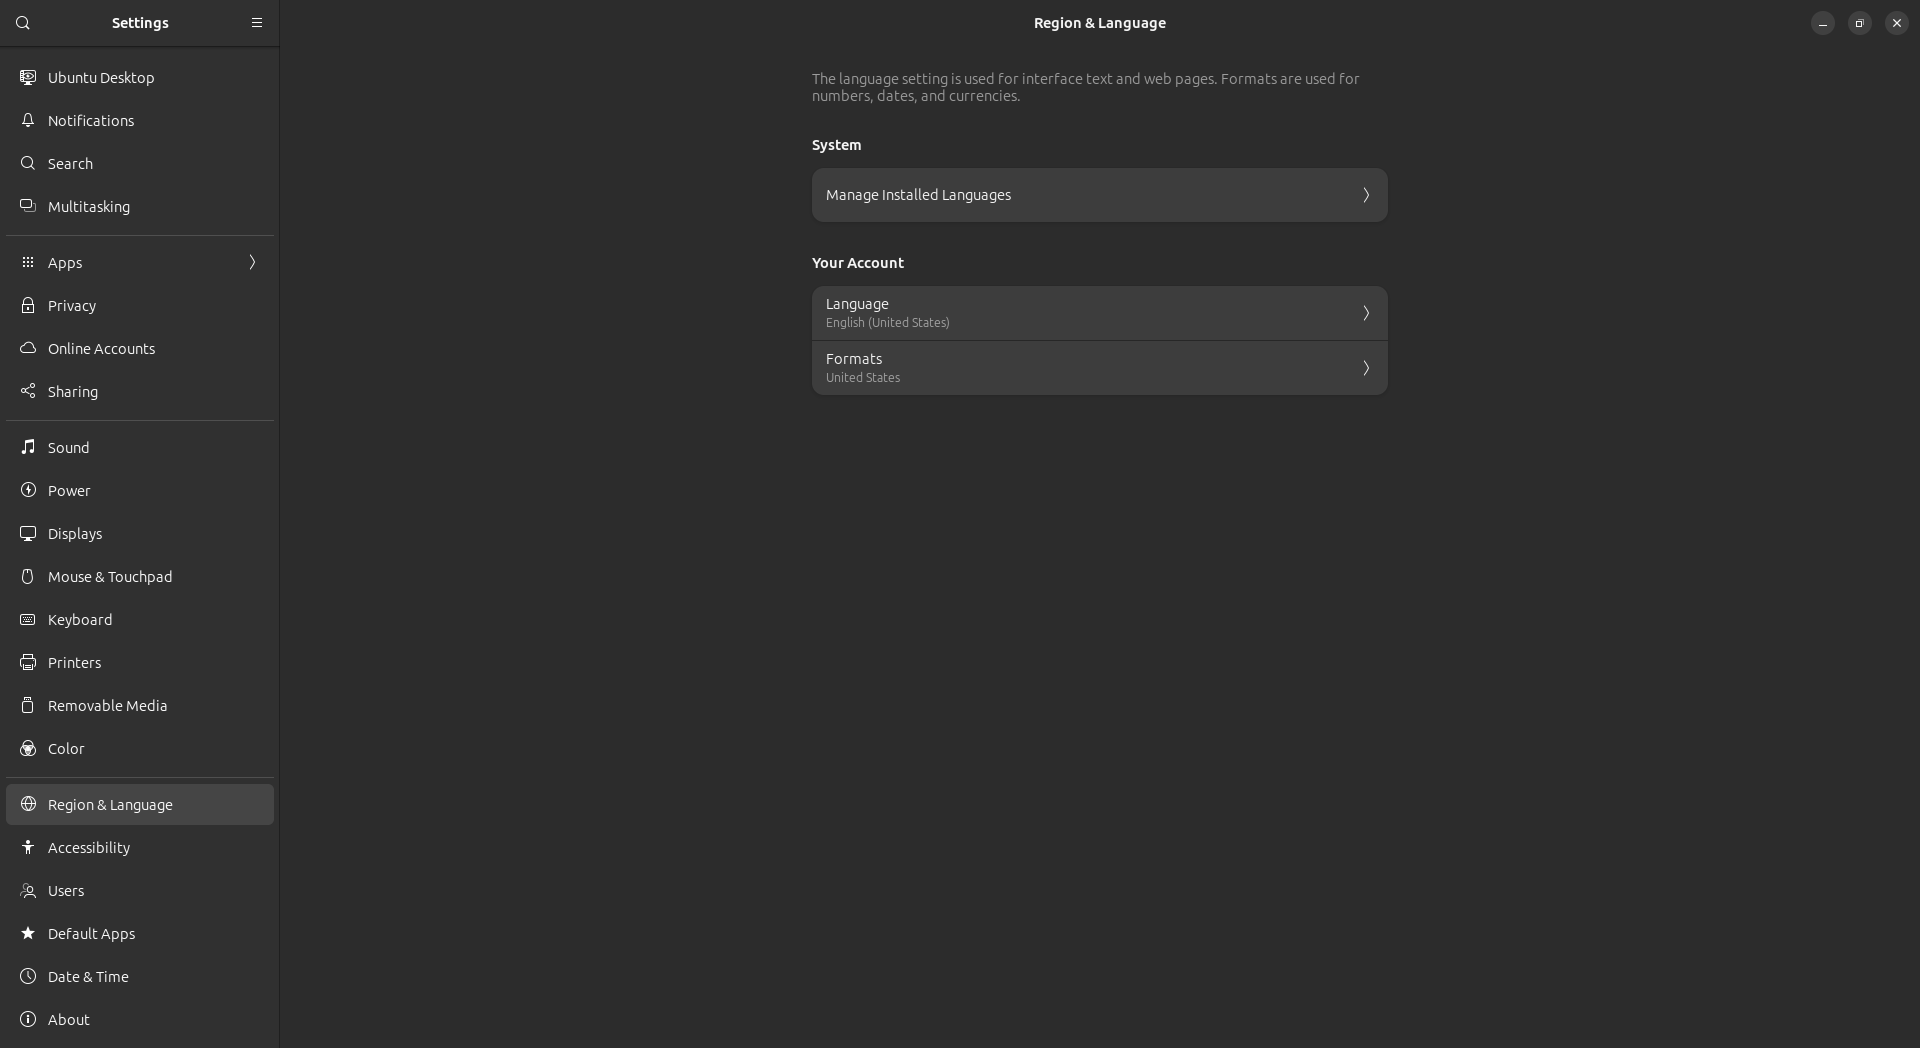 Settings
Region & Language
Ubuntu Desktop
Notifications
Search
Multitasking
Apps
Privacy
Online Accounts
Sharing
Sound
Power
Displays
Mouse & Touchpad
Keyboard
Printers
Removable Media
Color
Region & Language
Accessibility
Users
Default Apps
Date & Time
About
The language setting is used for interface text and web pages. Formats are used for
numbers, dates, and currencies.
System
Manage Installed Languages
Your Account
Language
English (United States)
Formats
United States